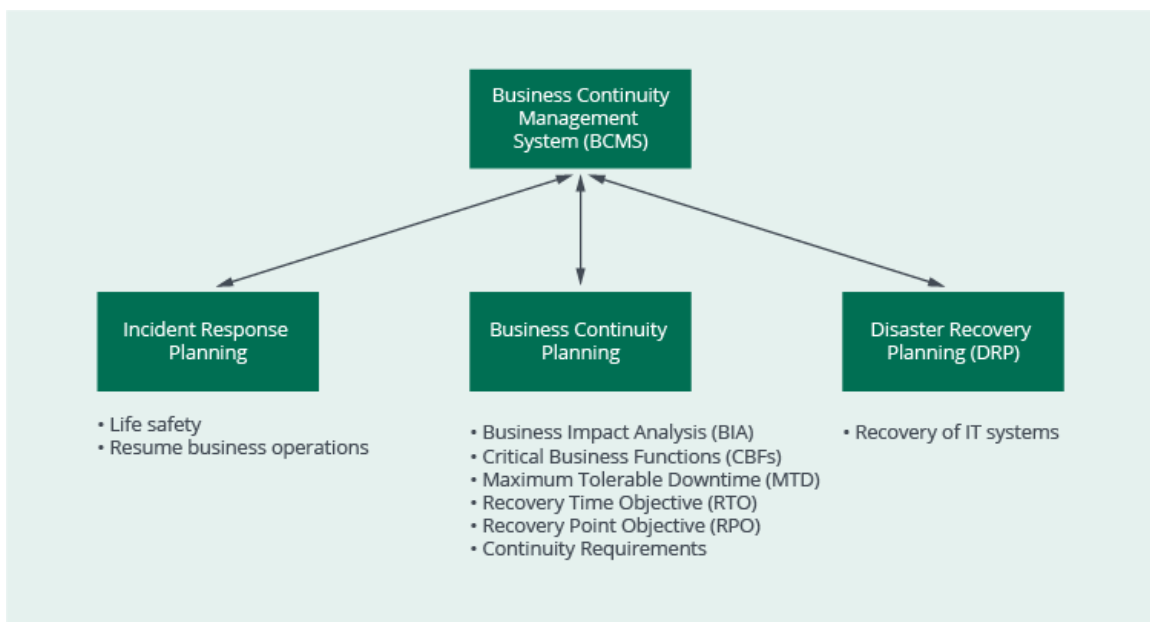 Business Continuity
Management
System (BCMS)
Incident Response
Planning
• Life safety
• Resume business operations
Business Continuity
Planning
• Business Impact Analysis (BIA)
• Critical Business Functions (CBFs)
• Maximum Tolerable Downtime (MTD)
• Recovery Time Objective (RTO)
• Recovery Point Objective (RPO)
• Continuity Requirements
Disaster Recovery
Planning (DRP)
• Recovery of IT systems